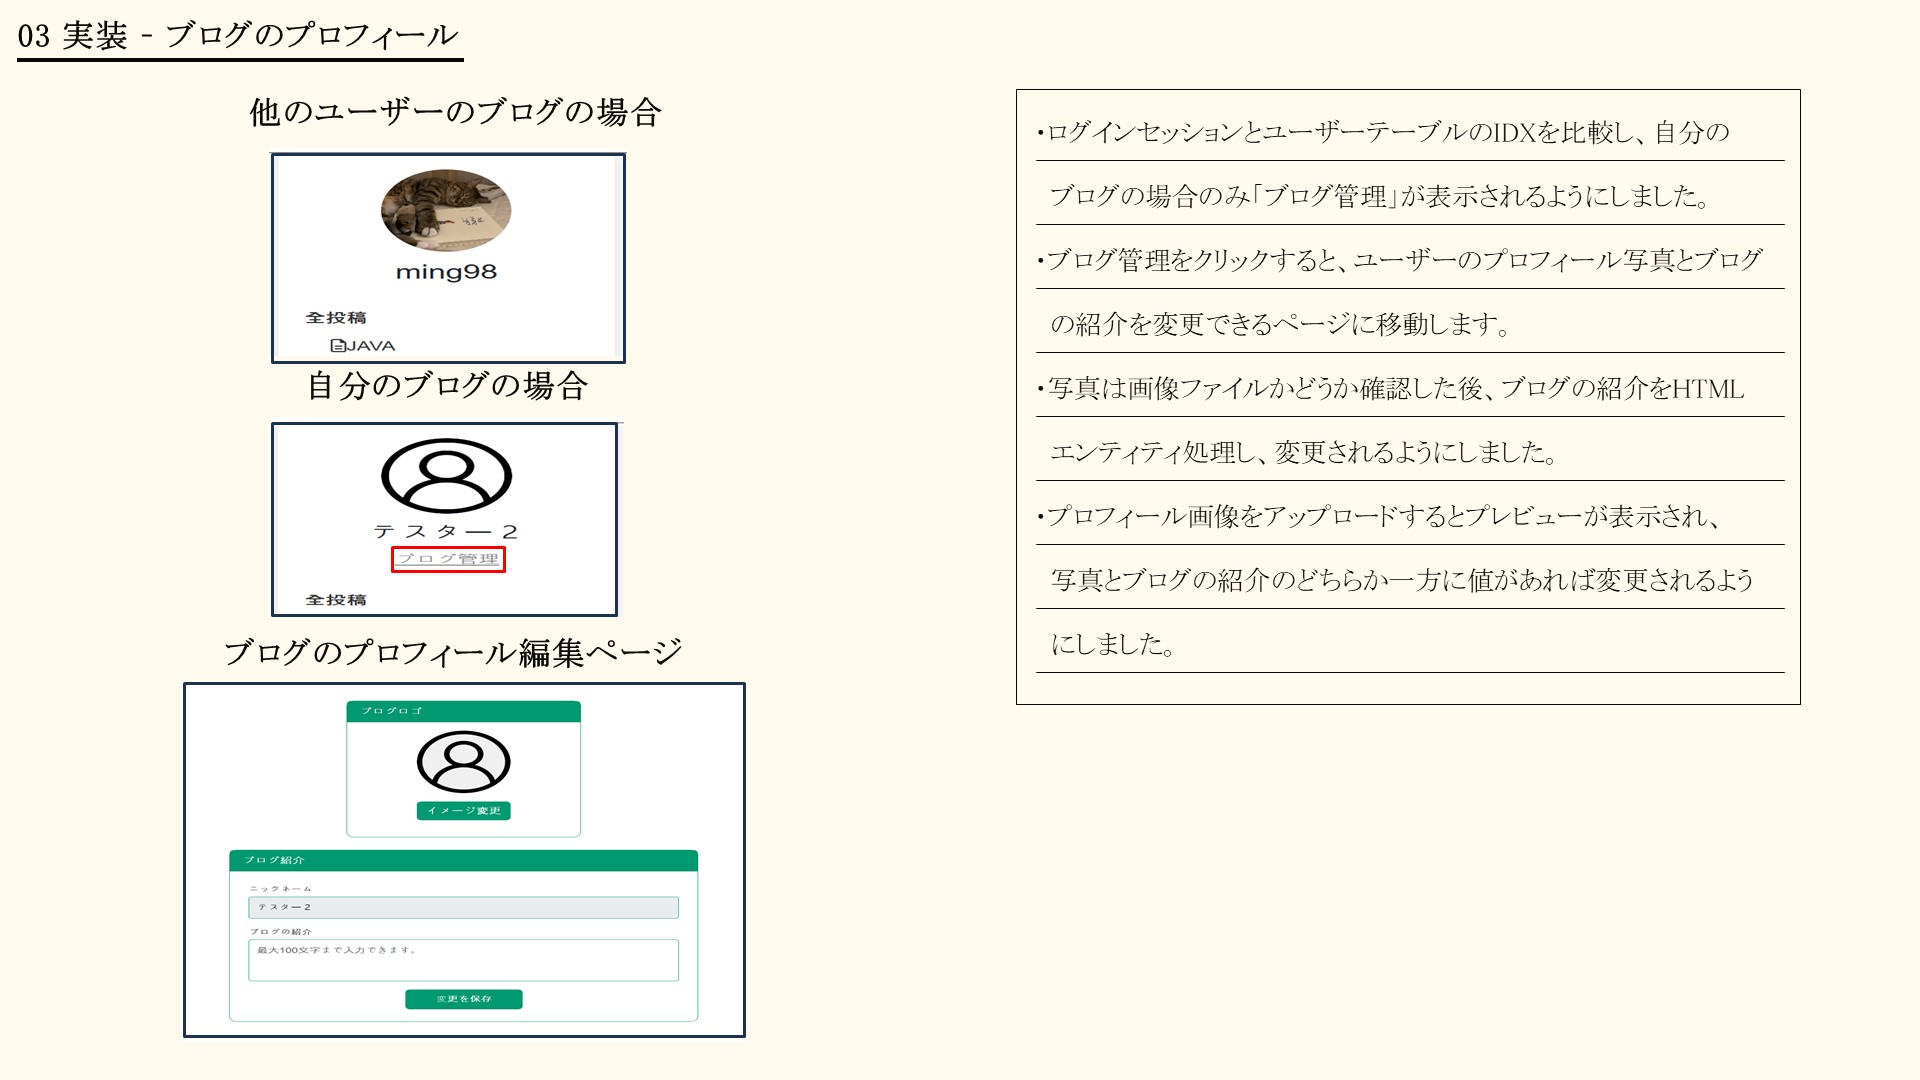 03 実装 - ブログのプロフィール
他のユーザーのブログの場合
ming98
全投稿
JAVA
自分のブログの場合
テスター2
ブログ管理
全投稿
ブログのプロフィール編集ページ
ブログロゴ
イメージ変更
ブログ紹介
ニックネーム
テスター2
ブログの紹介
最大100文字まで入力できます。
変更を保存
・ログインセッションとユーザーテーブルのIDXを比較し、自分の
ブログの場合のみ「ブログ管理」が表示されるようにしました。
・ブログ管理をクリックすると、ユーザーのプロフィール写真とブログ
の紹介を変更できるページに移動します。
・写真は画像ファイルかどうか確認した後、ブログの紹介をHTML
エンティティ処理し、変更されるようにしました。
・プロフィール画像をアップロードするとプレビューが表示され、
写真とブログの紹介のどちらか一方に値があれば変更されるよう
にしました。